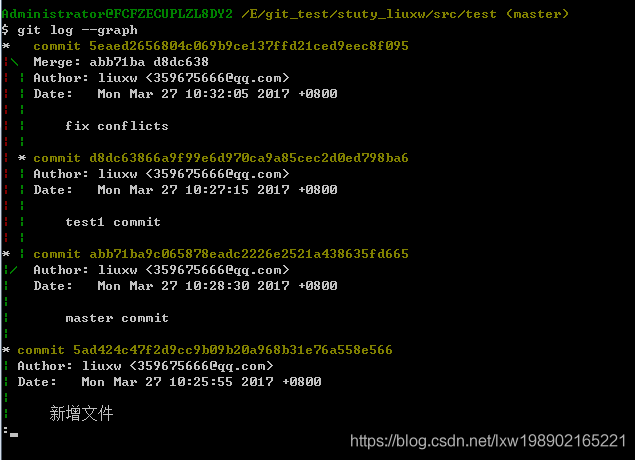 Administrator@FCFZECUPLZL8DY2 /E/git_test/stuty_liuxw/src/test (master)
$ git log --graph
*   commit 5eaed2656804c069b9ce137ffd21ced9eec8f095
|\  Merge: abb71ba d8dc638
| | Author: liuxw <359675666@qq.com>
| | Date:   Mon Mar 27 10:32:05 2017 +0800
| |
| |     fix conflicts
| |
| * commit d8dc63866a9f99e6d970ca9a85cec2d0ed798ba6
| | Author: liuxw <359675666@qq.com>
| | Date:   Mon Mar 27 10:27:15 2017 +0800
| |
| |     test1 commit
| |
* | commit abb71ba9c065878eadc2226e2521a438635fd665
|/  Author: liuxw <359675666@qq.com>
|   Date:   Mon Mar 27 10:28:30 2017 +0800
|
|       master commit
|
* commit 5ad424c47f2d9cc9b09b20a968b31e76a558e566
| Author: liuxw <359675666@qq.com>
| Date:   Mon Mar 27 10:25:55 2017 +0800
|
|     新增文件
:
https://blog.csdn.net/lxw198902165221